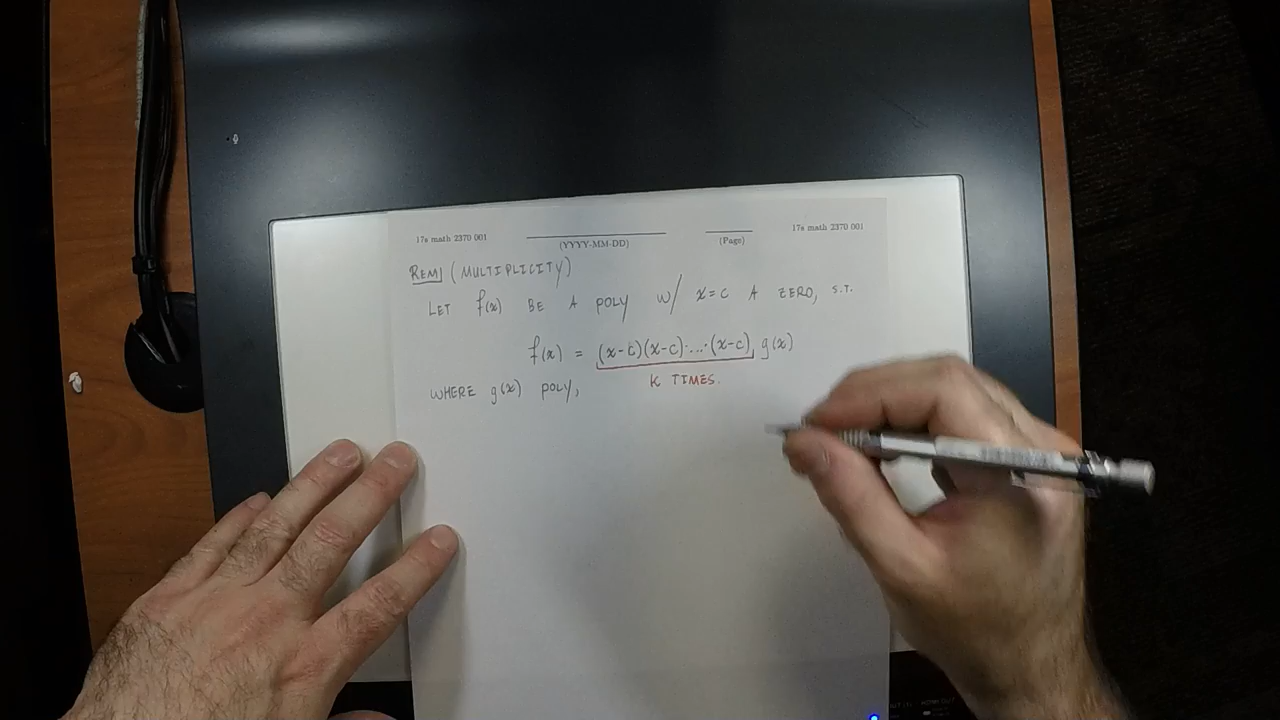 17s math 2370 001 (YYYY-MM-DD) (Page) 17s math 2370 001
REM (MULTIPLICITY)
LET f(x) BE A POLY W/ x=c A ZERO, S.T.
f(x) = (x-c)(x-c)·...·(x-c) g(x)
K TIMES.
WHERE g(x) POLY,